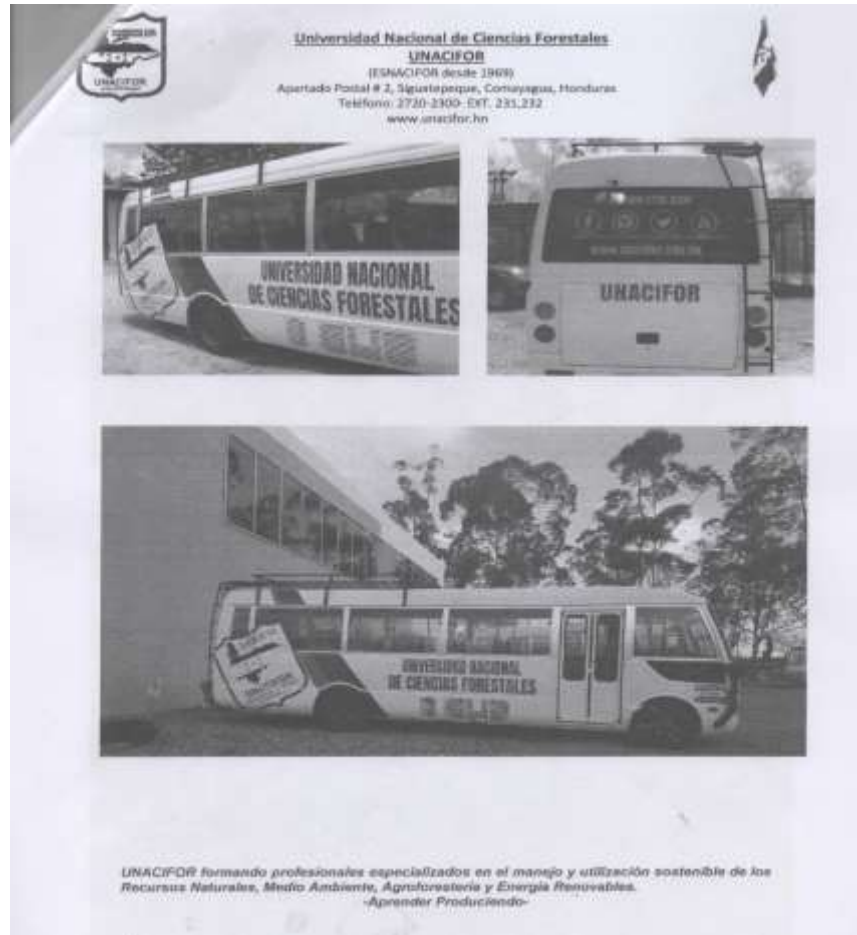 UNACIFOR
Universidad Nacional de Ciencias Forestales
UNACIFOR
(ESNACIFOR desde 1969)
Apartado Postal # 2, Siguatepeque, Comayagua, Honduras
Teléfono: 2720-2300- EXT. 231,232
www.unacifor.hn
UNIVERSIDAD NACIONAL
DE CIENCIAS FORESTALES
UNACIFOR
UNIVERSIDAD NACIONAL
DE CIENCIAS FORESTALES
UNACIFOR
UNACIFOR formando profesionales especializados en el manejo y utilización sostenible de los
Recursos Naturales, Medio Ambiente, Agroforestería y Energía Renovables.
-Aprender Produciendo-